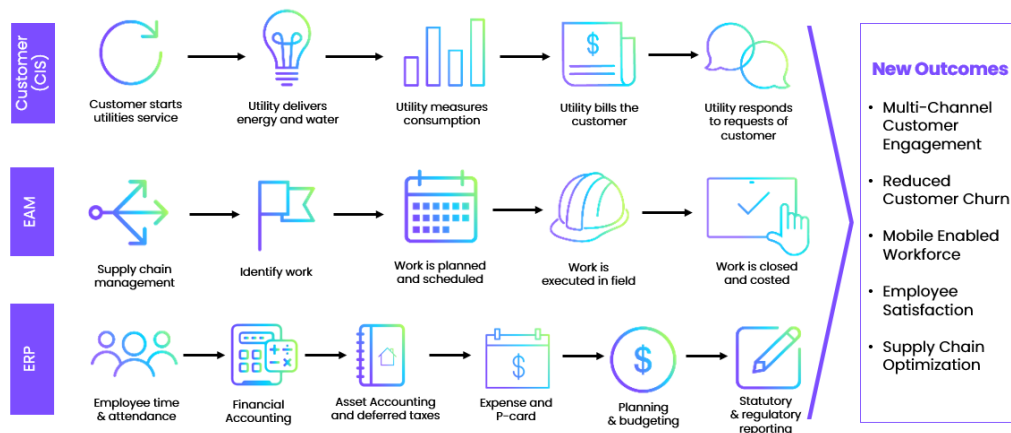 Customer
(CIS)
Customer starts
utilities service
Utility delivers
energy and water
Utility measures
consumption
$
Utility bills the
customer
Utility responds
to requests of
customer
EAM
Supply chain
management
Identify work
Work is planned
and scheduled
Work is
executed in field
Work is closed
and costed
ERP
Employee time
& attendance
Financial
Accounting
Asset Accounting
and deferred taxes
$
Expense and
P-card
$
Planning
& budgeting
Statutory
& regulatory
reporting
New Outcomes
• Multi-Channel
Customer
Engagement
• Reduced
Customer Churn
• Mobile Enabled
Workforce
• Employee
Satisfaction
• Supply Chain
Optimization